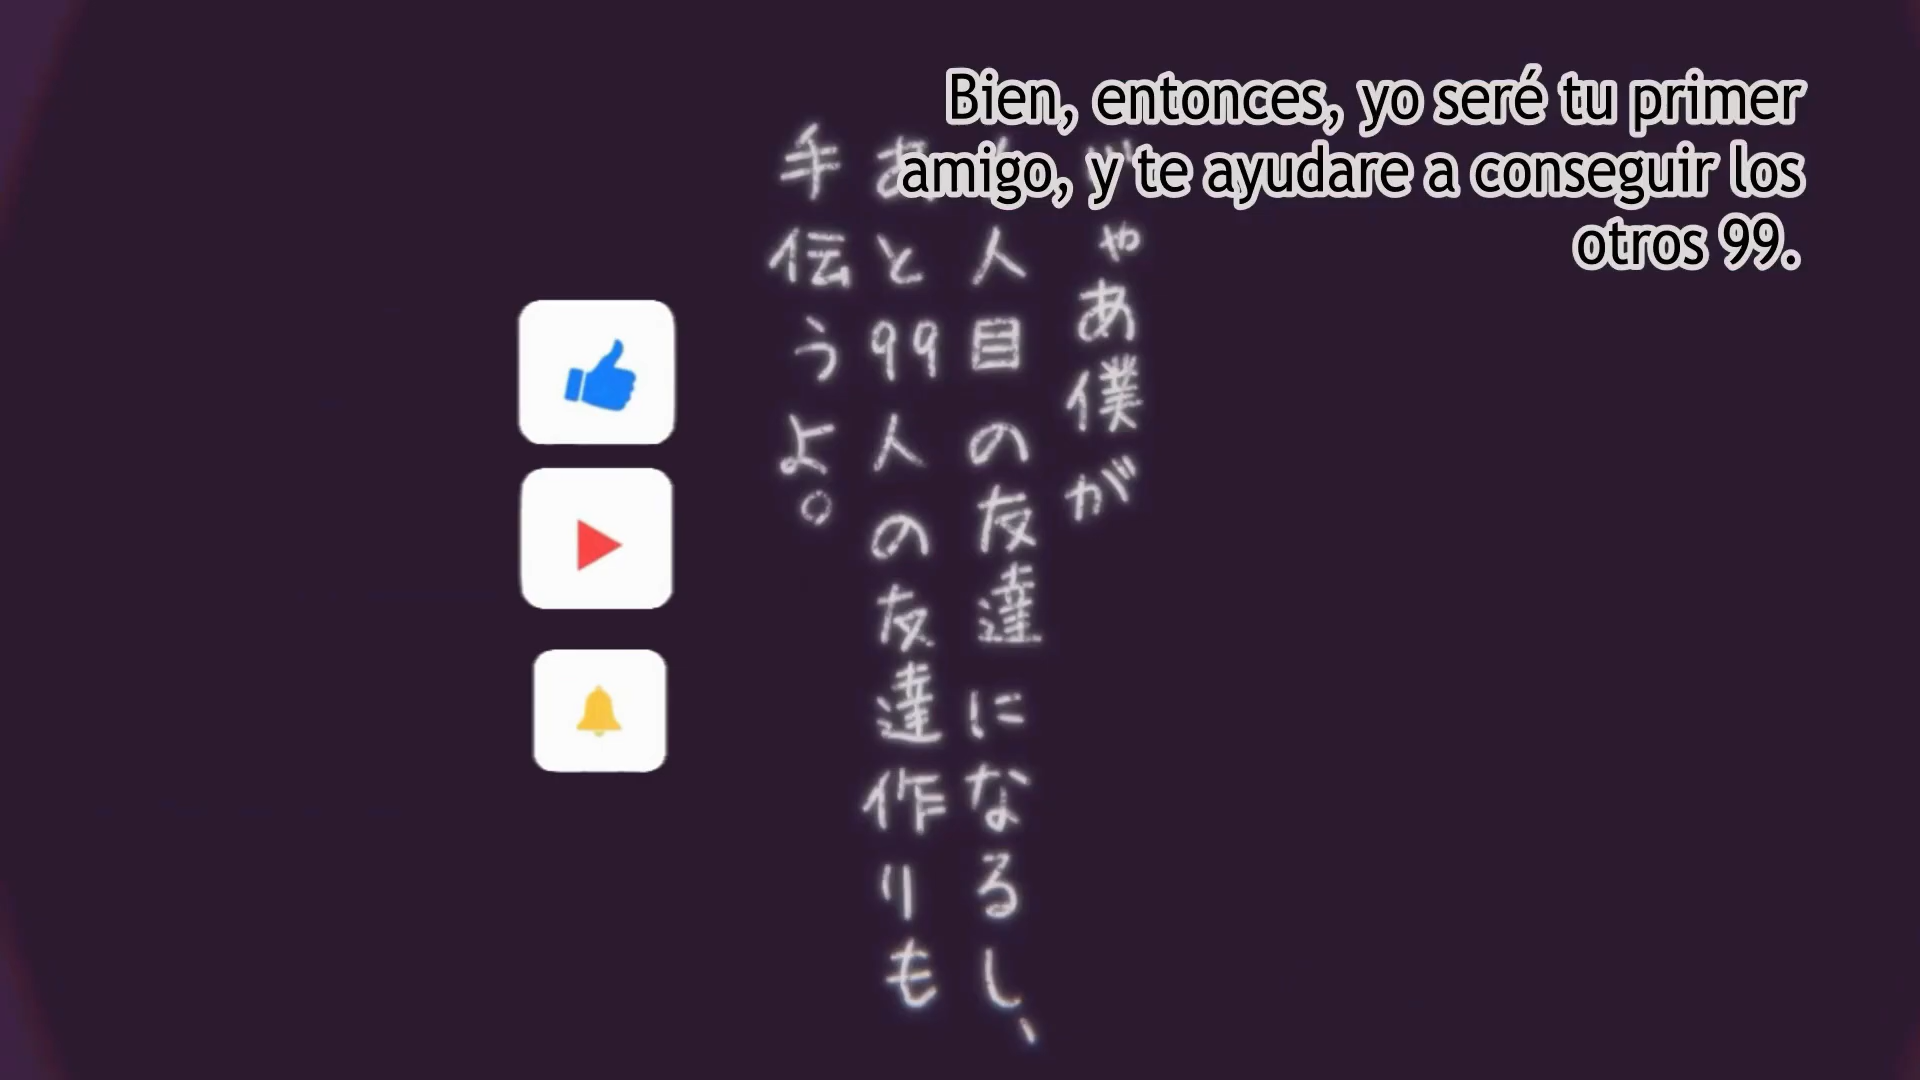 Bien, entonces, yo seré tu primer
amigo, y te ayudare a conseguir los
otros 99.
じゃあ僕が
人目の友達になるし、
あと99人の友達作りも
手伝うよ。